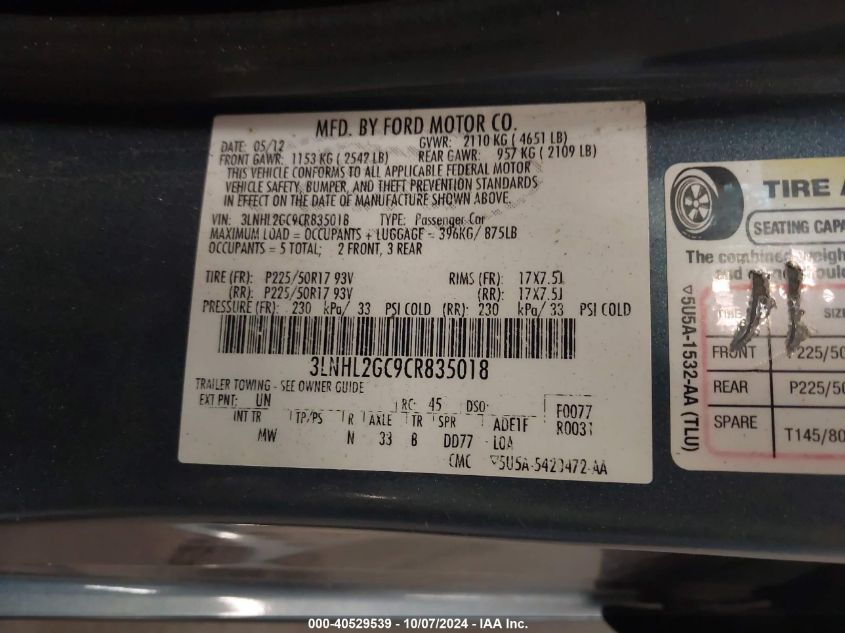 MFD. BY FORD MOTOR CO.
DATE: 05/12 GVWR: 2110 KG ( 4651 LB)
FRONT GAWR: 1153 KG ( 2542 LB) REAR GAWR: 957 KG ( 2109 LB)
THIS VEHICLE CONFORMS TO ALL APPLICABLE FEDERAL MOTOR
VEHICLE SAFETY, BUMPER, AND THEFT PREVENTION STANDARDS
IN EFFECT ON THE DATE OF MANUFACTURE SHOWN ABOVE.
VIN: 3LNHL2GC9CR835018 TYPE: Passenger Car
MAXIMUM LOAD = OCCUPANTS + LUGGAGE = 396KG/ 875LB
OCCUPANTS = 5 TOTAL; 2 FRONT, 3 REAR
TIRE (FR): P225/50R17 93V RIMS (FR): 17X7.5J
(RR): P225/50R17 93V (RR): 17X7.5J
PRESSURE (FR): 230 kPa/ 33 PSI COLD (RR): 230 kPa/ 33 PSI COLD
3LNHL2GC9CR835018
TRAILER TOWING - SEE OWNER GUIDE
EXT PNT: UN RC: 45 DSO: F0077
INT TR TP/PS R AXLE TR SPR ADE1F R0031
MW N 33 B DD77 LOA
CMC ▽5U5A-5420472-AA
TIRE A
SEATING CAPA
The combined weigh
and
▽5U5A-1532-AA (TLU)
SIZ
FRONT P225/50
REAR P225/50
SPARE T145/80
000-40529539 - 10/07/2024 - IAA Inc.